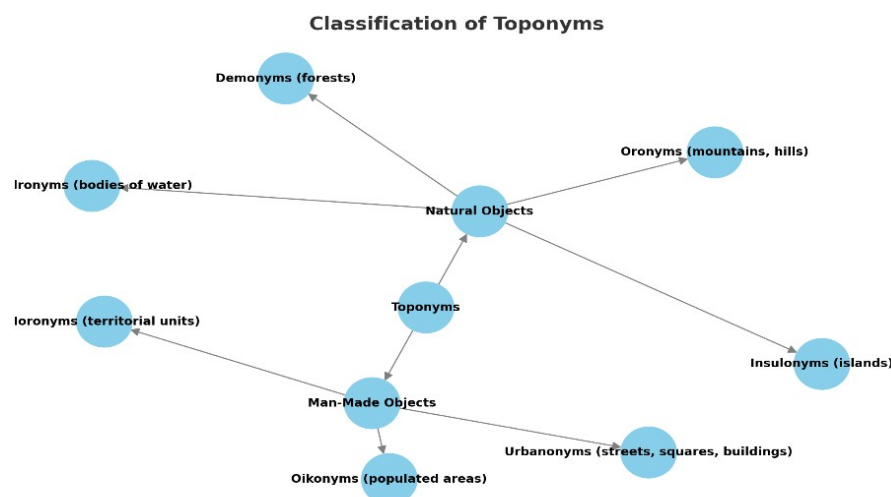 Classification of Toponyms
Demonyms (forests)
Oronyms (mountains, hills)
(bodies of water)
Natural Objects
Toponyms
(territorial units)
Insulonyms (islands)
Man-Made Objects
Urbanonyms (streets, squares, buildings)
Oikonyms (populated areas)